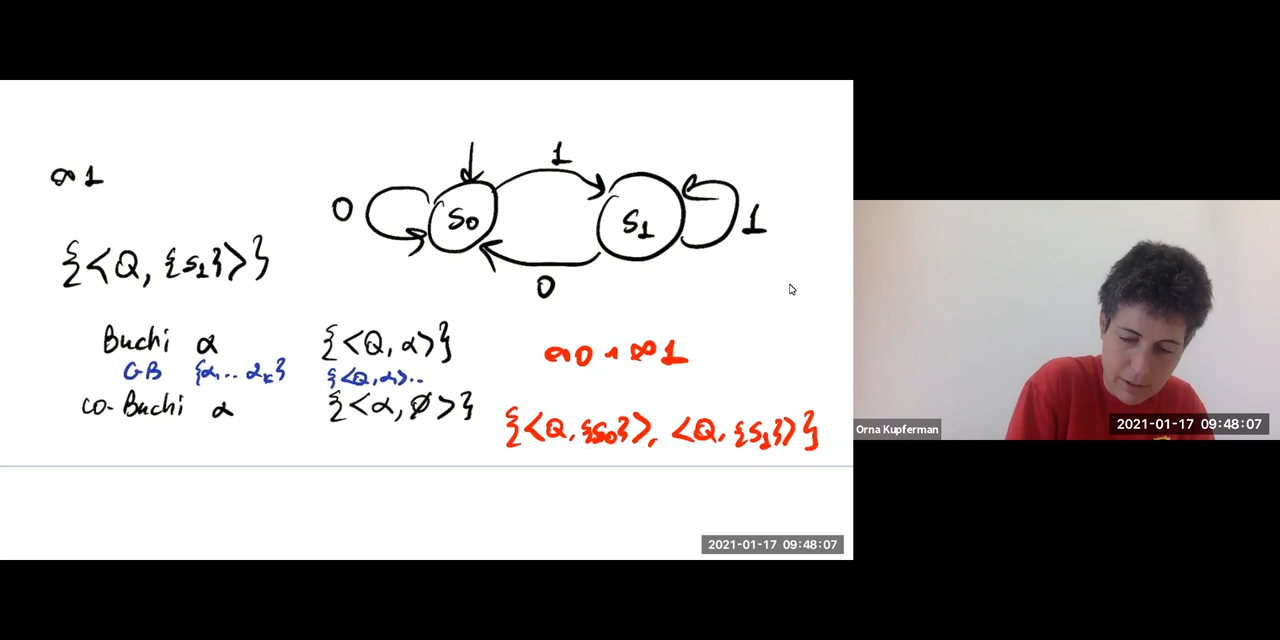 ∞ 1
{<Q, {s1}>}
0
s0
1
s1
1
0
Buchi α {<Q, α>}
GB {α1 ... αk} {<Q, α1> ...
co-Buchi α {<α, ∅>}
∞ 0 ∧ ∞ 1
{<Q, {s0}>, <Q, {s1}>}
Orna Kupferman
2021-01-17 09:48:07
2021-01-17 09:48:07